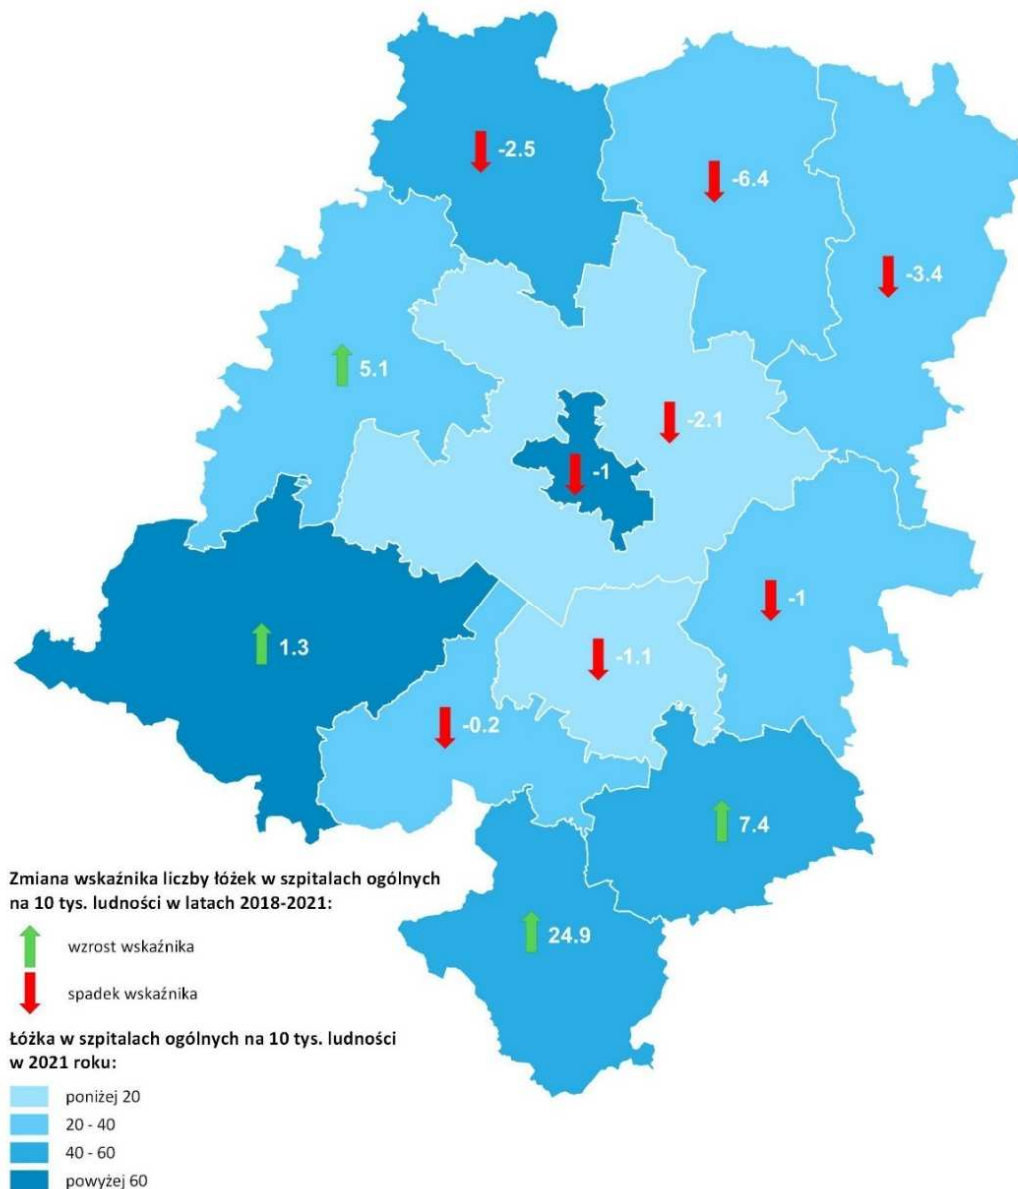 -2.5
-6.4
-3.4
5.1
-2.1
-1
-1
1.3
-1.1
-0.2
7.4
24.9
Zmiana wskaźnika liczby łóżek w szpitalach ogólnych
na 10 tys. ludności w latach 2018-2021:
wzrost wskaźnika
spadek wskaźnika
Łóżka w szpitalach ogólnych na 10 tys. ludności
w 2021 roku:
poniżej 20
20 - 40
40 - 60
powyżej 60